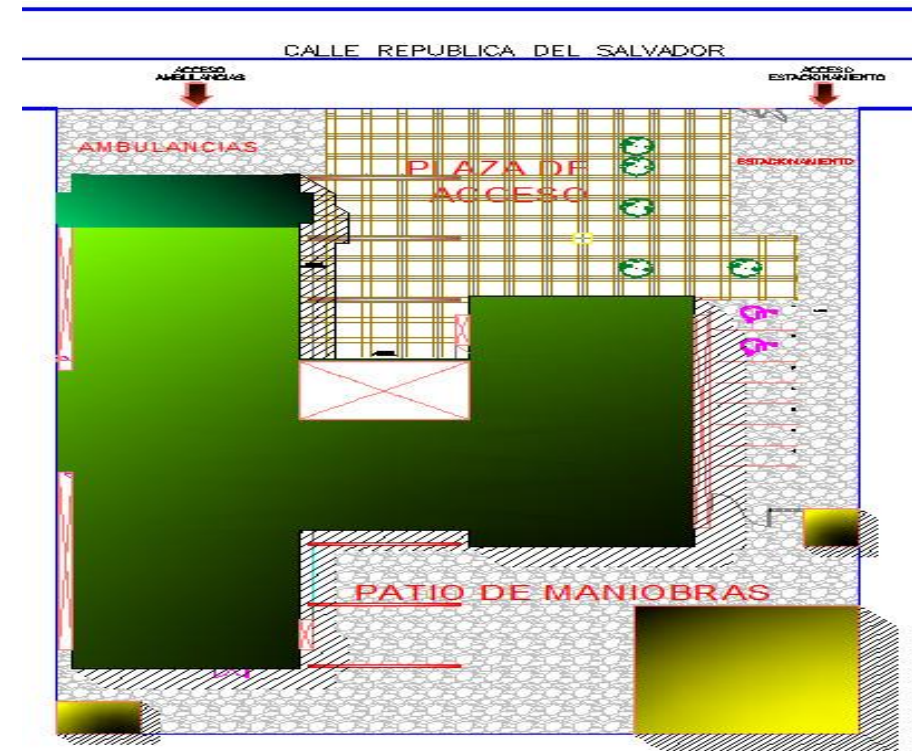 CALLE REPUBLICA DEL SALVADOR
ACCESO
AMBULANCIAS
ACCESO
ESTACIONAMIENTO
AMBULANCIAS
PLAZA DE
ACCESO
ESTACIONAMIENTO
PATIO DE MANIOBRAS